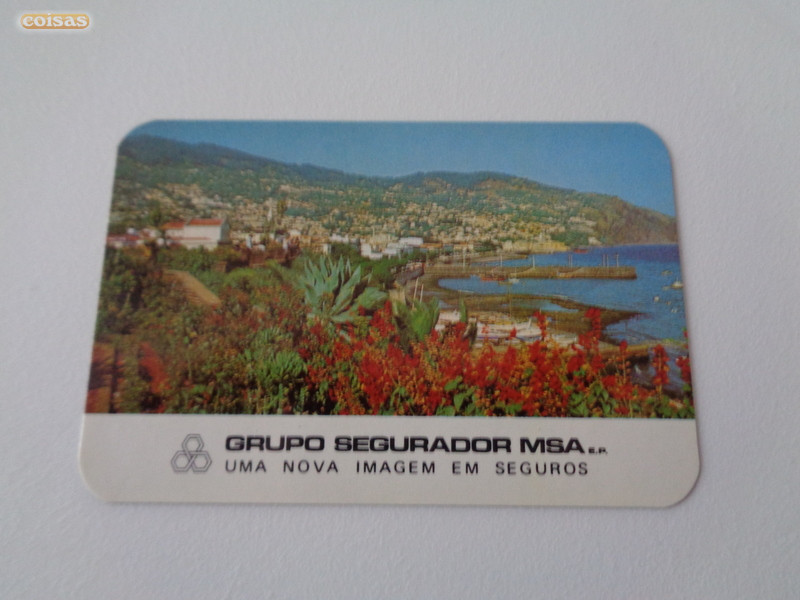 coisas
GRUPO SEGURADOR MSA E.P.
UMA NOVA IMAGEM EM SEGUROS